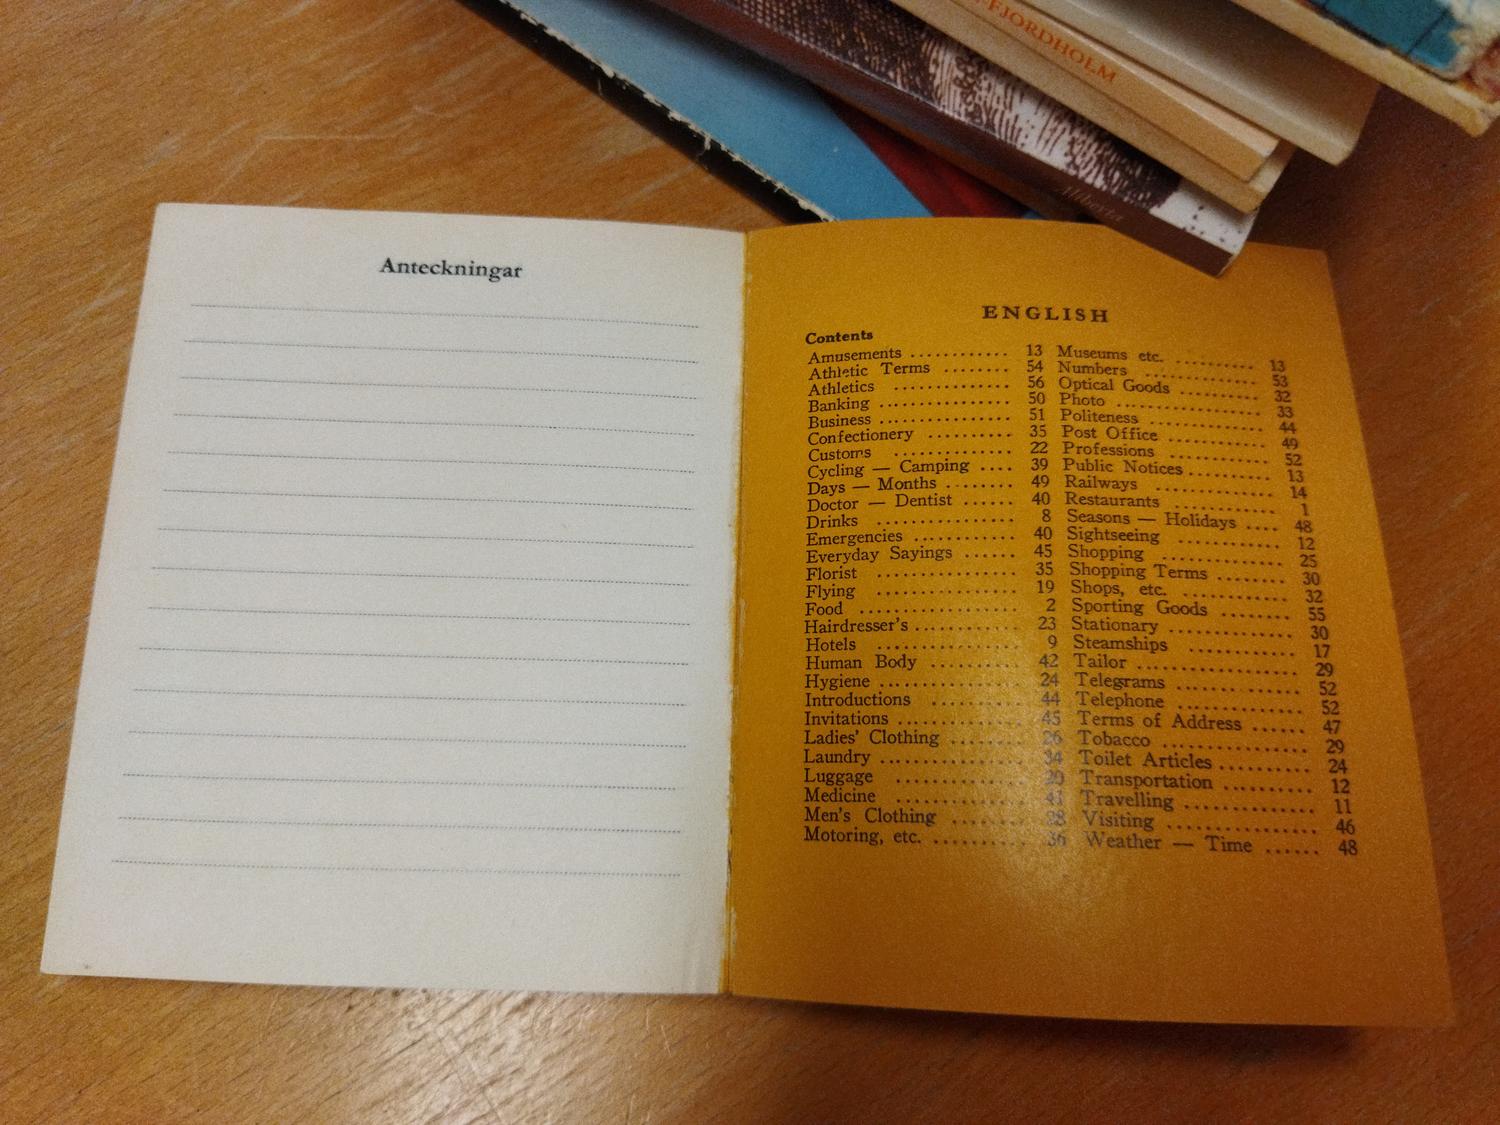 FJORDHOLM
Anteckningar
ENGLISH
Contents
Amusements ............ 13
Athletic Terms ........ 54
Athletics ............. 56
Banking ............... 50
Business .............. 51
Confectionery .......... 35
Customs ............ 22
Cycling — Camping .... 39
Days — Months ........ 49
Doctor — Dentist ...... 40
Drinks ................ 8
Emergencies ............ 40
Everyday Sayings ...... 45
Florist ................ 35
Flying ................ 19
Food .................. 2
Hairdresser's ............ 23
Hotels ................ 9
Human Body .......... 42
Hygiene ................ 24
Introductions .......... 44
Invitations .............. 45
Ladies' Clothing ........ 26
Laundry ................ 34
Luggage .............. 20
Medicine .............. 41
Men's Clothing ........ 28
Motoring, etc. .......... 36
Museums etc. .......... 13
Numbers .............. 53
Optical Goods .......... 32
Photo ................ 33
Politeness .............. 44
Post Office ............ 49
Professions ............ 52
Public Notices .......... 13
Railways .............. 14
Restaurants ............ 1
Seasons — Holidays .... 48
Sightseeing ............ 12
Shopping .............. 25
Shopping Terms ........ 30
Shops, etc. ............ 32
Sporting Goods ........ 55
Stationary .............. 30
Steamships ............ 17
Tailor .................. 29
Telegrams .............. 52
Telephone .............. 52
Terms of Address ...... 47
Tobacco ................ 29
Toilet Articles .......... 24
Transportation .......... 12
Travelling .............. 11
Visiting ................ 46
Weather — Time ...... 48